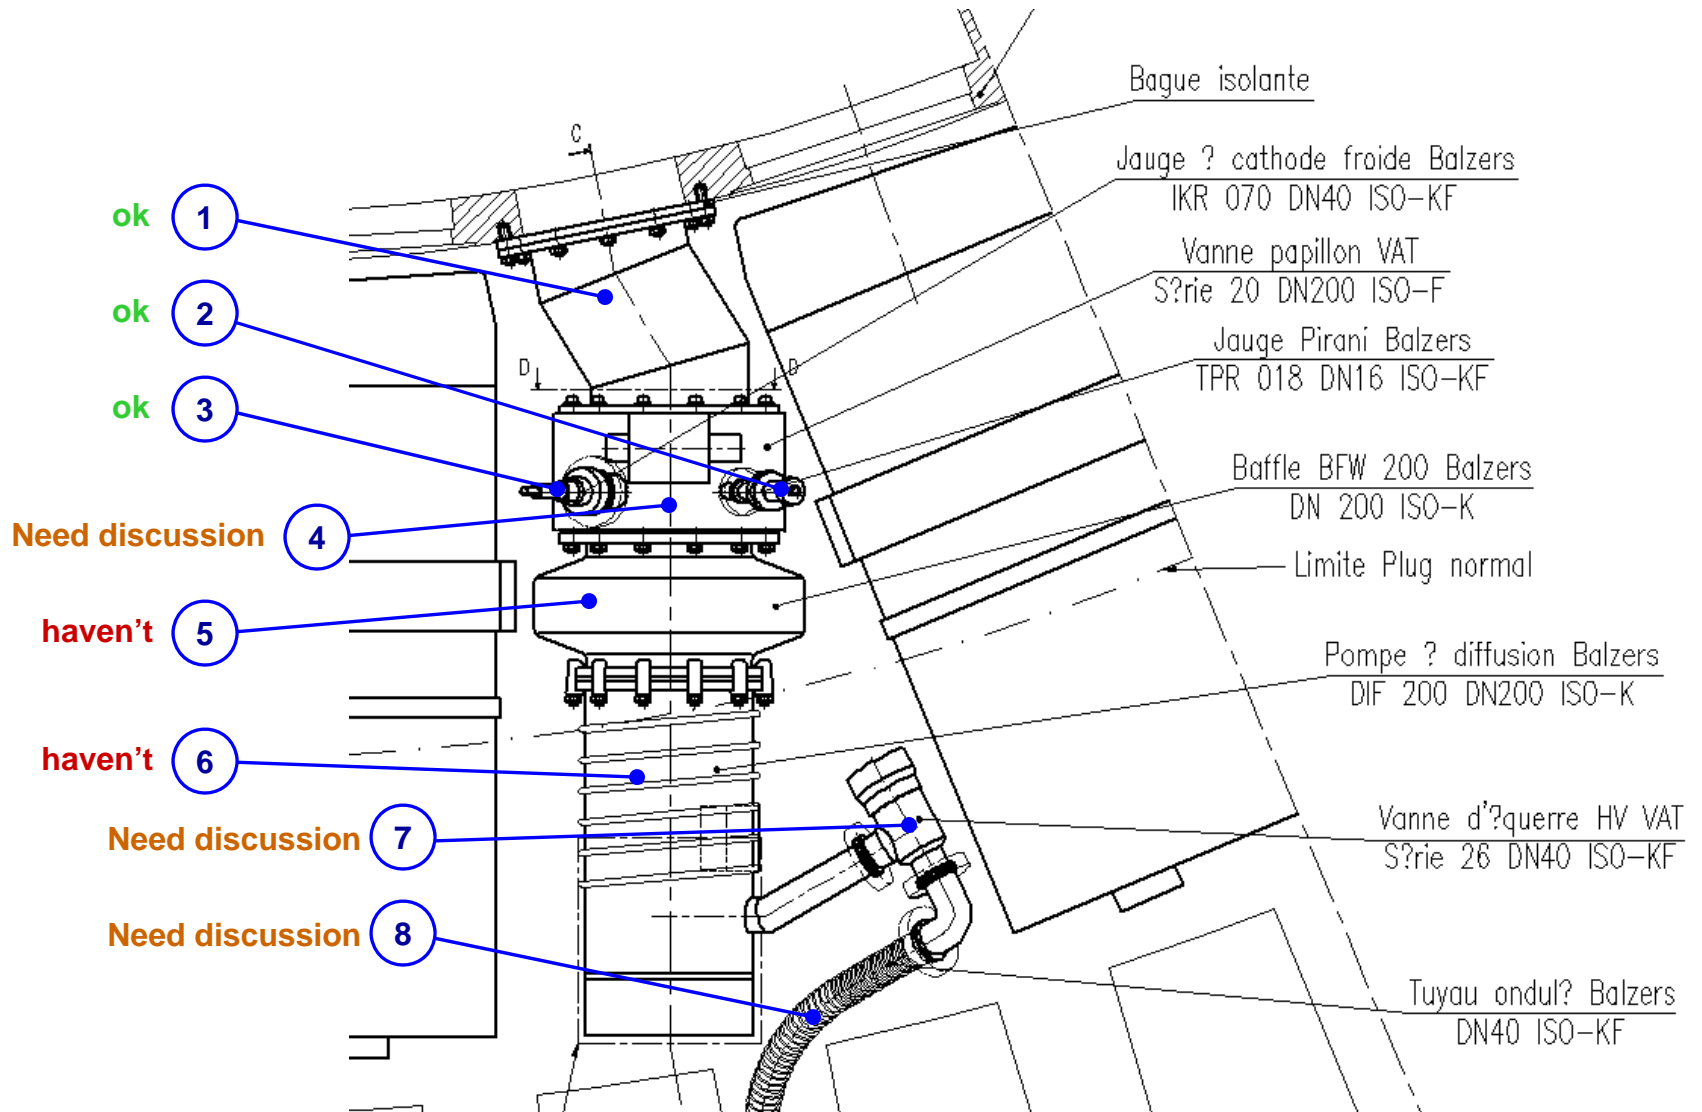 Bague isolante
C
Jauge ? cathode froide Balzers
IKR 070 DN40 ISO-KF
ok 1
Vanne papillon VAT
S?rie 20 DN200 ISO-F
ok 2
Jauge Pirani Balzers
TPR 018 DN16 ISO-KF
D D
ok 3
Baffle BFW 200 Balzers
DN 200 ISO-K
Need discussion 4
Limite Plug normal
haven't 5
Pompe ? diffusion Balzers
DIF 200 DN200 ISO-K
haven't 6
Vanne d'?querre HV VAT
S?rie 26 DN40 ISO-KF
Need discussion 7
Need discussion 8
Tuyau ondul? Balzers
DN40 ISO-KF